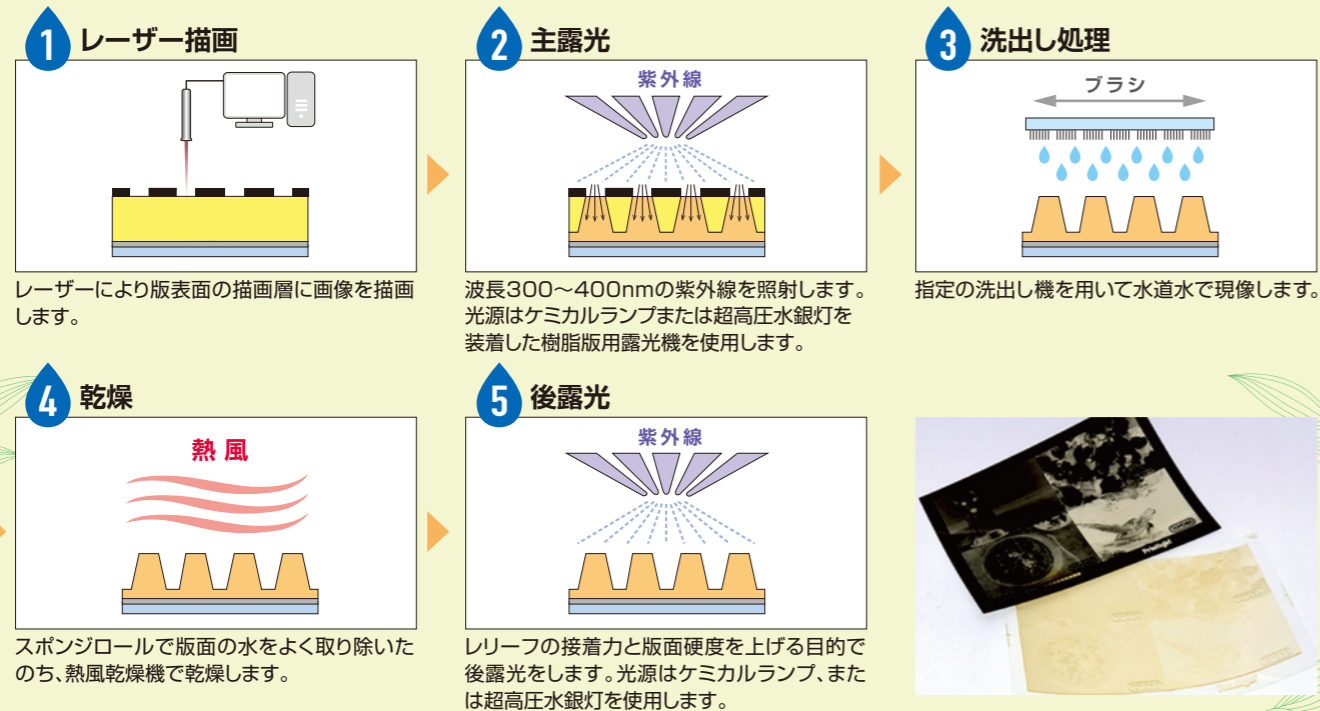 1 レーザー描画
レーザーにより版表面の描画層に画像を描画
します。
2 主露光
紫外線
波長300～400nmの紫外線を照射します。
光源はケミカルランプまたは超高圧水銀灯を
装着した樹脂版用露光機を使用します。
3 洗出し処理
ブラシ
指定の洗出し機を用いて水道水で現像します。
4 乾燥
熱風
スポンジロールで版面の水をよく取り除いた
のち、熱風乾燥機で乾燥します。
5 後露光
紫外線
レリーフの接着力と版面硬度を上げる目的で
後露光をします。光源はケミカルランプ、また
は超高圧水銀灯を使用します。